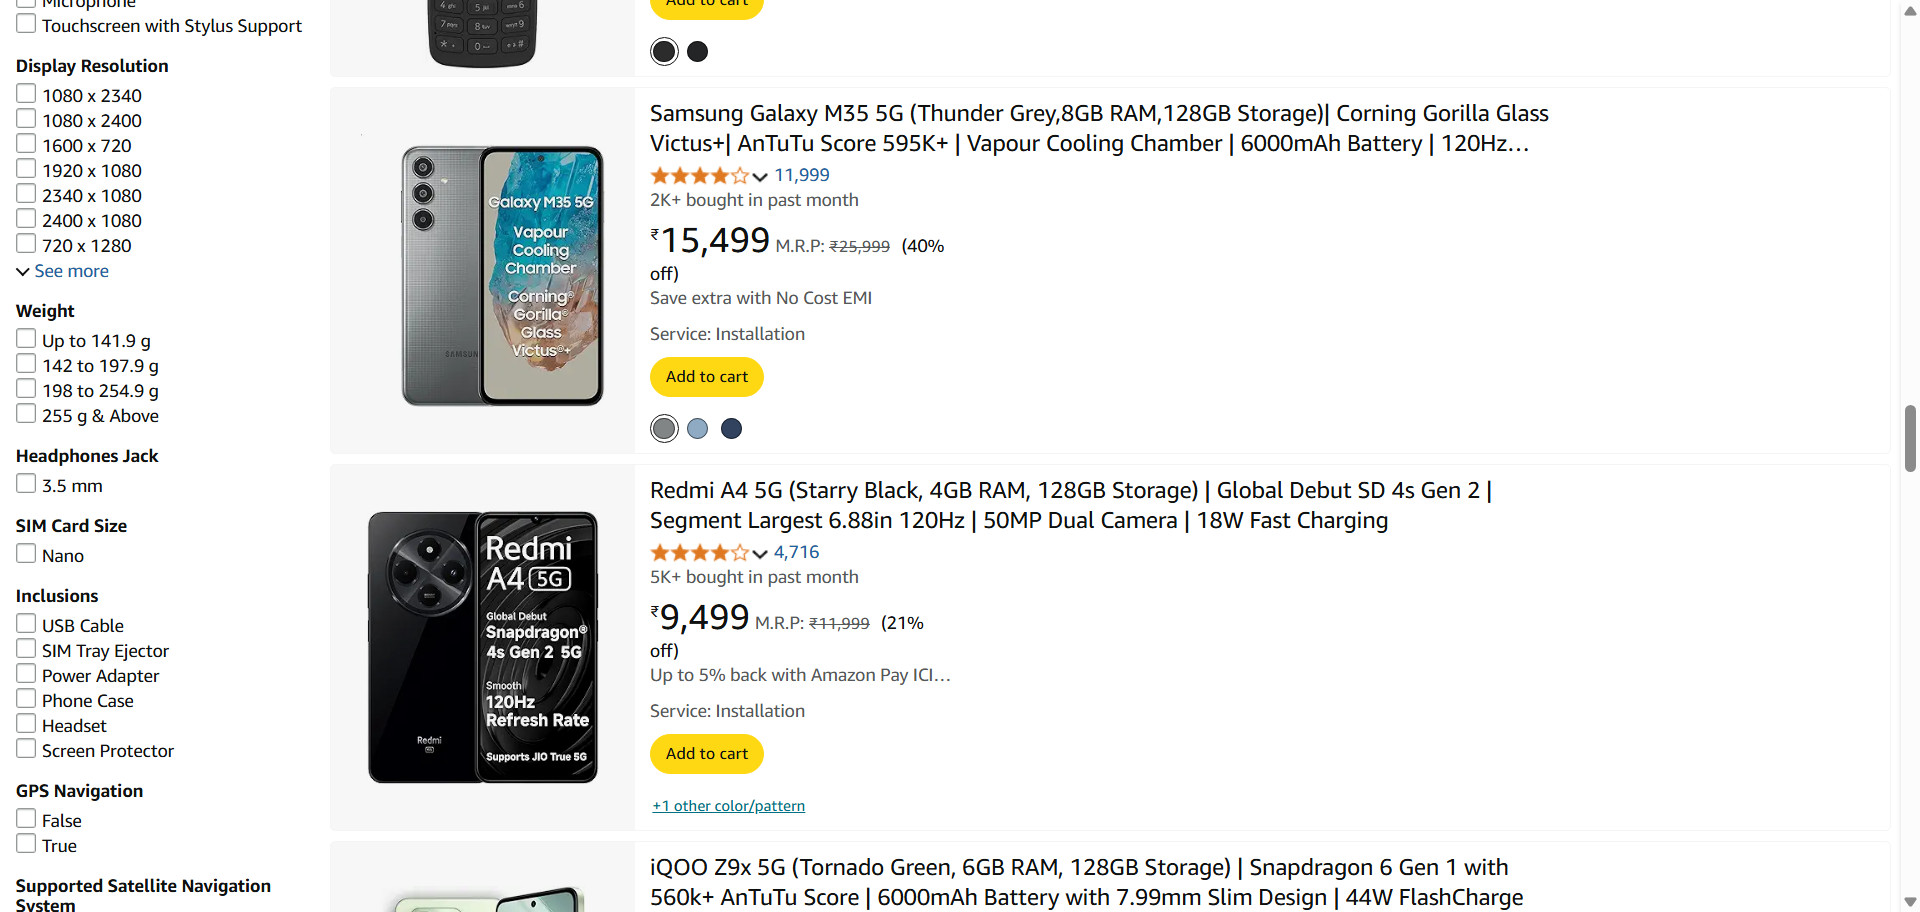 Microphone
Touchscreen with Stylus Support
Display Resolution
1080 x 2340
1080 x 2400
1600 x 720
1920 x 1080
2340 x 1080
2400 x 1080
720 x 1280
See more
Weight
Up to 141.9 g
142 to 197.9 g
198 to 254.9 g
255 g & Above
Headphones Jack
3.5 mm
SIM Card Size
Nano
Inclusions
USB Cable
SIM Tray Ejector
Power Adapter
Phone Case
Headset
Screen Protector
GPS Navigation
False
True
Supported Satellite Navigation
System
Add to cart
Samsung Galaxy M35 5G (Thunder Grey,8GB RAM,128GB Storage)| Corning Gorilla Glass
Victus+| AnTuTu Score 595K+ | Vapour Cooling Chamber | 6000mAh Battery | 120Hz…
11,999
2K+ bought in past month
₹15,499 M.R.P: ₹25,999 (40%
off)
Save extra with No Cost EMI
Service: Installation
Add to cart
SAMSUN
Galaxy M35 5G
Vapour
Cooling
Chamber
Corning®
Gorilla®
Glass
Victus®+
Redmi A4 5G (Starry Black, 4GB RAM, 128GB Storage) | Global Debut SD 4s Gen 2 |
Segment Largest 6.88in 120Hz | 50MP Dual Camera | 18W Fast Charging
4,716
5K+ bought in past month
₹9,499 M.R.P: ₹11,999 (21%
off)
Up to 5% back with Amazon Pay ICI…
Service: Installation
Add to cart
+1 other color/pattern
Redmi
5G
Redmi
A4 5G
Global Debut
Snapdragon®
4s Gen 2 5G
Smooth
120Hz
Refresh Rate
Supports JIO True 5G
iQOO Z9x 5G (Tornado Green, 6GB RAM, 128GB Storage) | Snapdragon 6 Gen 1 with
560k+ AnTuTu Score | 6000mAh Battery with 7.99mm Slim Design | 44W FlashCharge